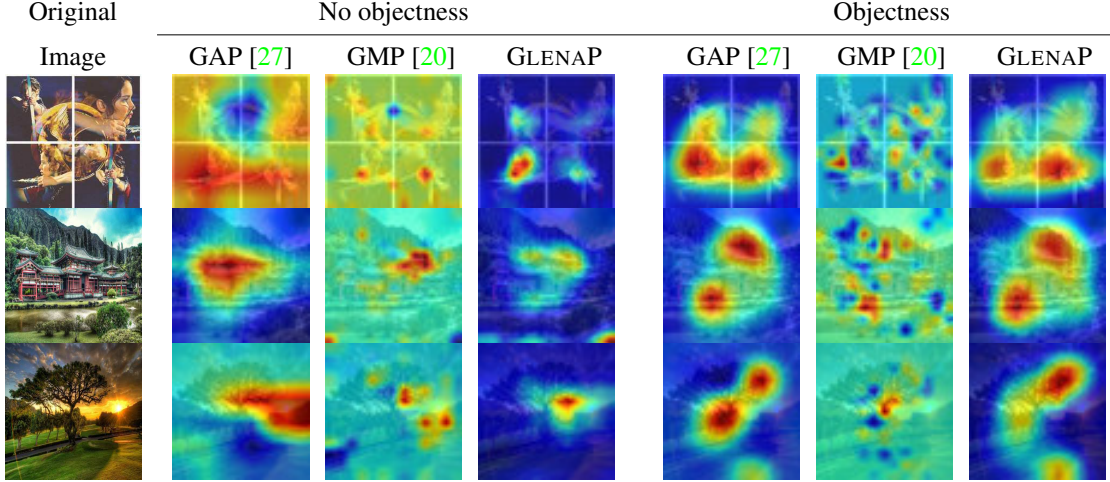 Original No objectness Objectness
Image GAP [27] GMP [20] GLENAP GAP [27] GMP [20] GLENAP